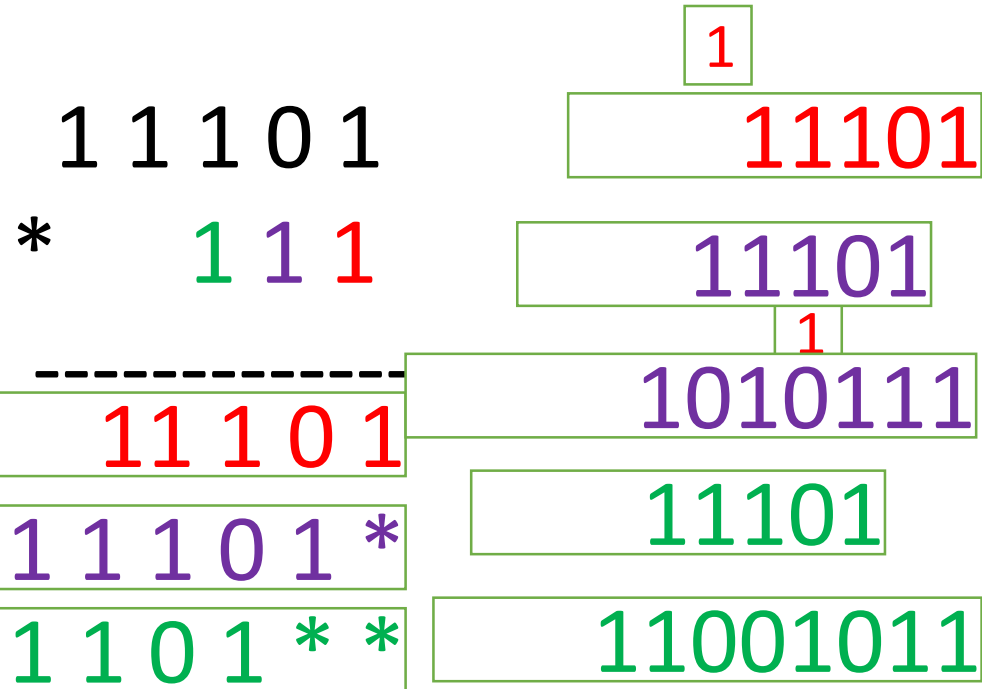 1
1 1 1 0 1
11101
* 1 1 1
11101
1
--------------
1010111
11 1 0 1
11101
1 1 1 0 1 *
1 1 0 1 * *
11001011